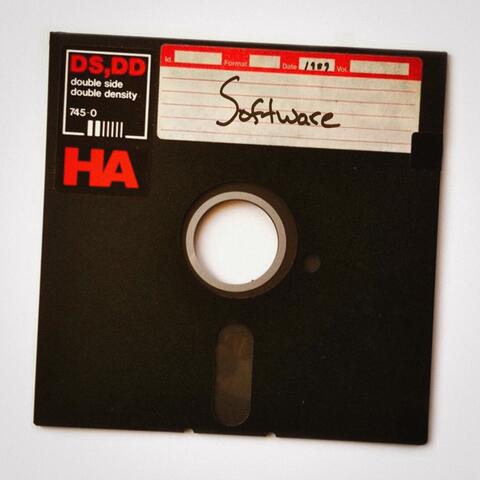 DS,DD
double side
double density
745-0
HA
Id. Format Date 1989 Vol.
Software